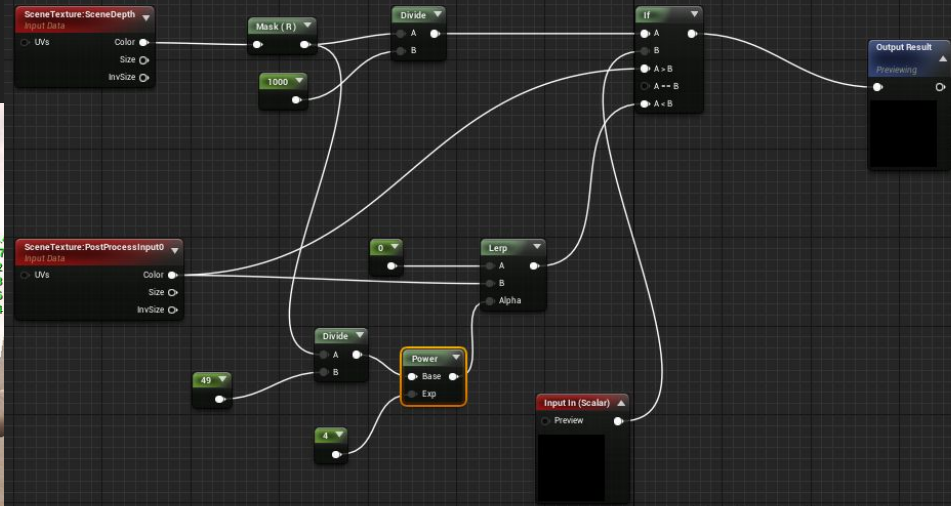 SceneTexture:SceneDepth
Input Data
UVs
Color
Size
InvSize
Mask ( R )
1000
Divide
A
B
If
A
B
A > B
A == B
A < B
Output Result
Previewing
SceneTexture:PostProcessInput0
Input Data
UVs
Color
Size
InvSize
0
Lerp
A
B
Alpha
Divide
A
B
49
Power
Base
Exp
4
Input In (Scalar)
Preview